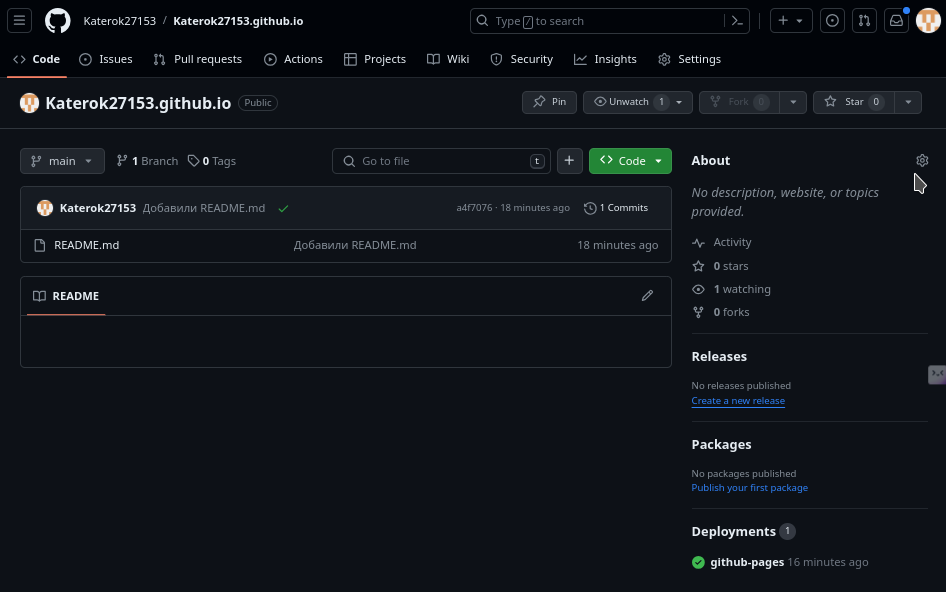 Katerok27153 / Katerok27153.github.io
Type / to search
Code Issues Pull requests Actions Projects Wiki Security Insights Settings
Katerok27153.github.io Public
Pin Unwatch 1 Fork 0 Star 0
main 1 Branch 0 Tags Go to file t + Code
Katerok27153 Добавили README.md a4f7076 · 18 minutes ago 1 Commits
README.md Добавили README.md 18 minutes ago
README
About
No description, website, or topics
provided.
Activity
0 stars
1 watching
0 forks
Releases
No releases published
Create a new release
Packages
No packages published
Publish your first package
Deployments 1
github-pages 16 minutes ago